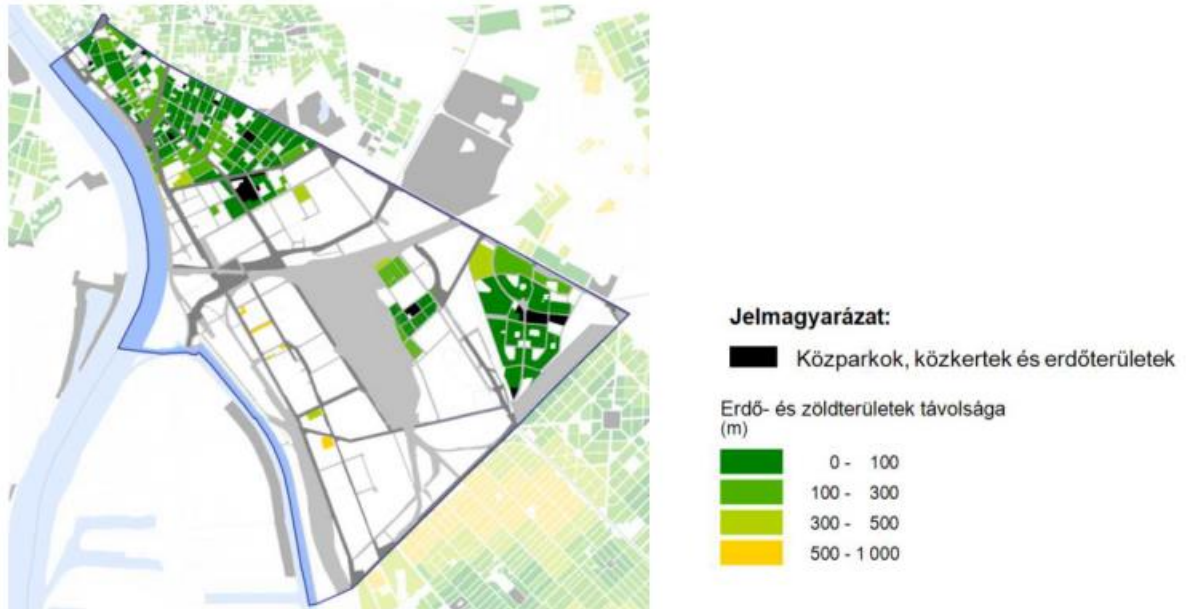 Jelmagyarázat:
Közparkok, közkertek és erdőterületek
Erdő- és zöldterületek távolsága
(m)
0 - 100
100 - 300
300 - 500
500 - 1 000